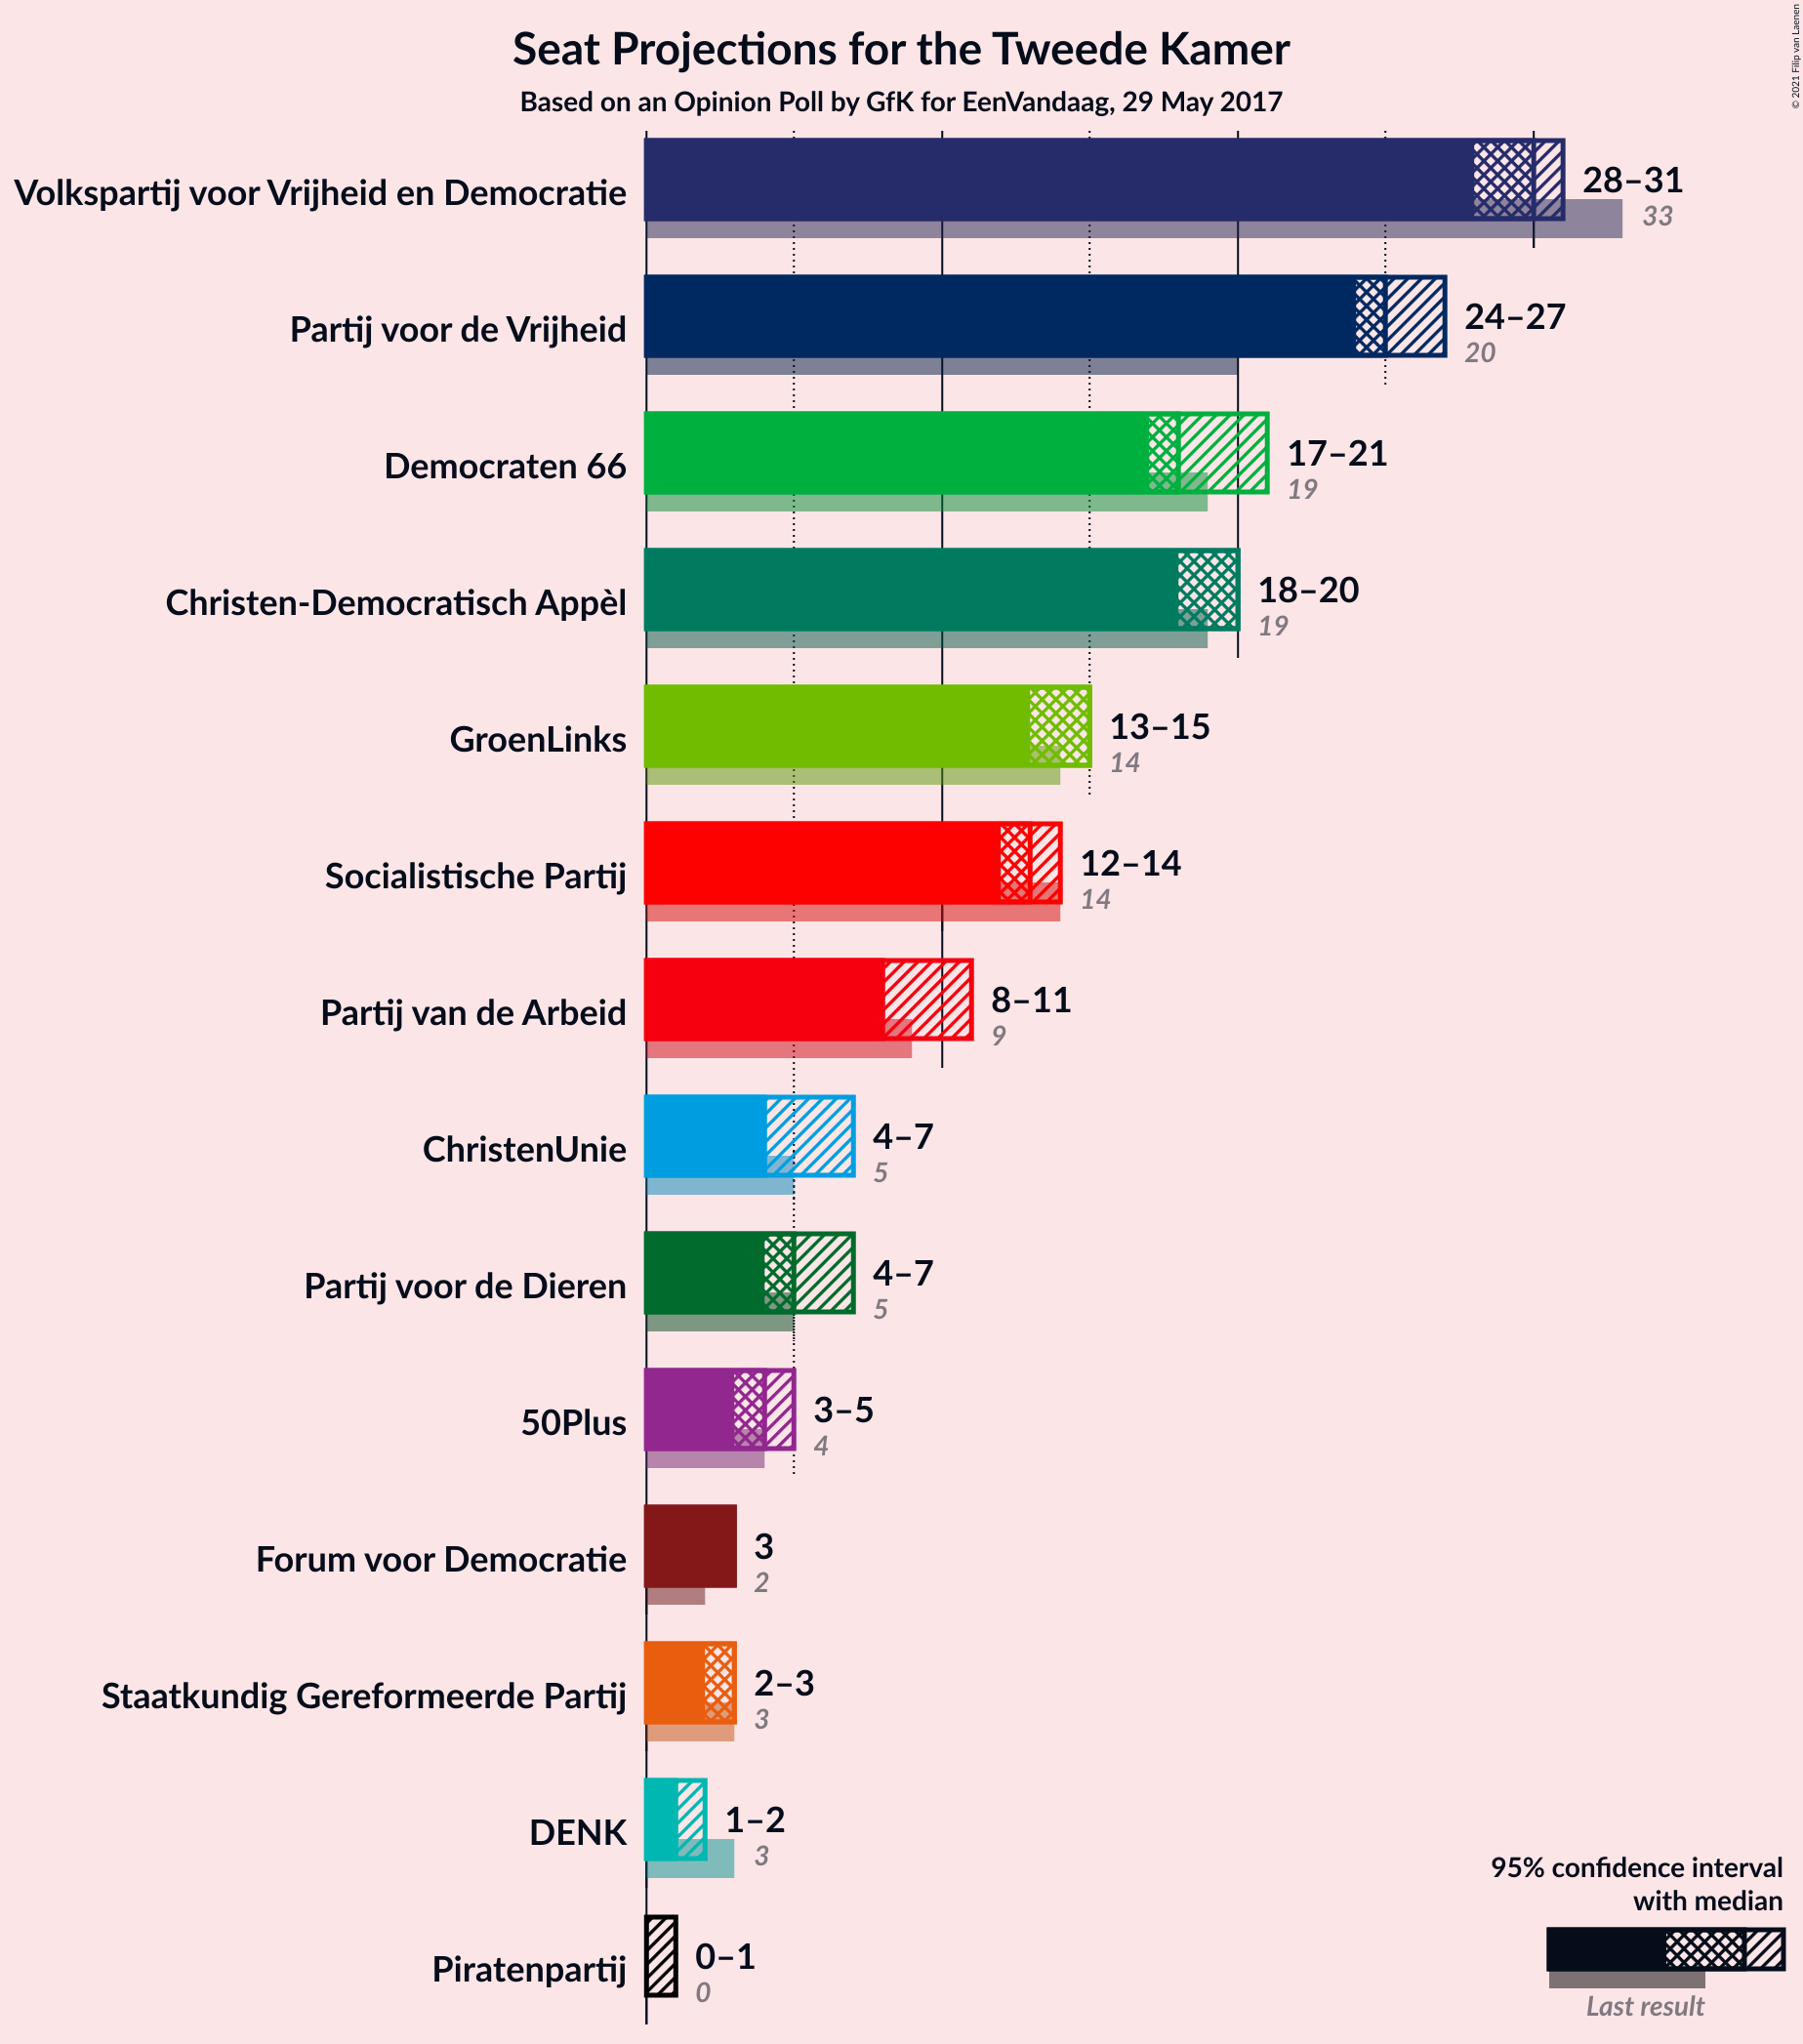 Seat Projections for the Tweede Kamer
Based on an Opinion Poll by GfK for EenVandaag, 29 May 2017
© 2021 Filip van Laenen
Volkspartij voor Vrijheid en Democratie
28–31
33
Partij voor de Vrijheid
24–27
20
Democraten 66
17–21
19
Christen-Democratisch Appèl
18–20
19
GroenLinks
13–15
14
Socialistische Partij
12–14
14
Partij van de Arbeid
8–11
9
ChristenUnie
4–7
5
Partij voor de Dieren
4–7
5
50Plus
3–5
4
Forum voor Democratie
3
2
Staatkundig Gereformeerde Partij
2–3
3
DENK
1–2
3
Piratenpartij
0–1
0
95% confidence interval
with median
Last result